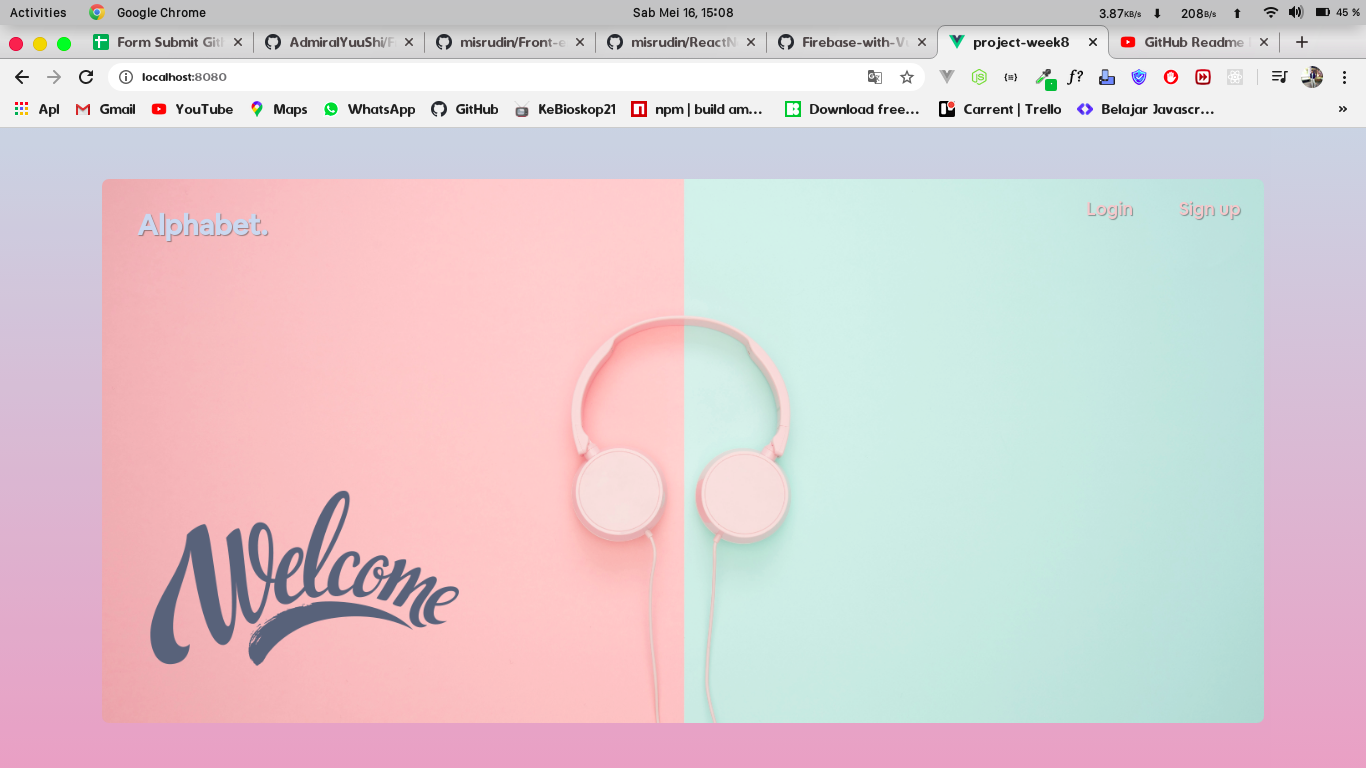 Activities Google Chrome Sab Mei 16, 15:08 3.87KB/s 208B/s 45 %
Form Submit Git AdmiralYuuShi/F misrudin/Front-e misrudin/ReactN Firebase-with-V project-week8 GitHub Readme
localhost:8080
Apl Gmail YouTube Maps WhatsApp GitHub KeBioskop21 npm | build am... Download free... Carrent | Trello Belajar Javascr... »
Alphabet. Login Sign up
Welcome